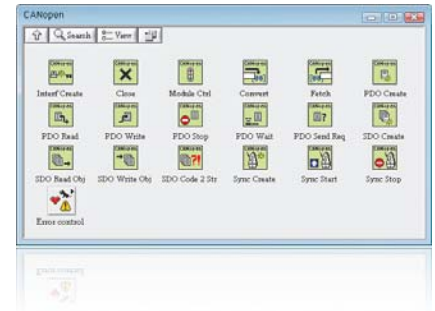 CANopen
Search View
Interf Create Close Module Ctrl Convert Fetch PDO Create
PDO Read PDO Write PDO Stop PDO Wait PDO Send Req SDO Create
SDO Read Obj SDO Write Obj SDO Code 2 Str Sync Create Sync Start Sync Stop
Error control